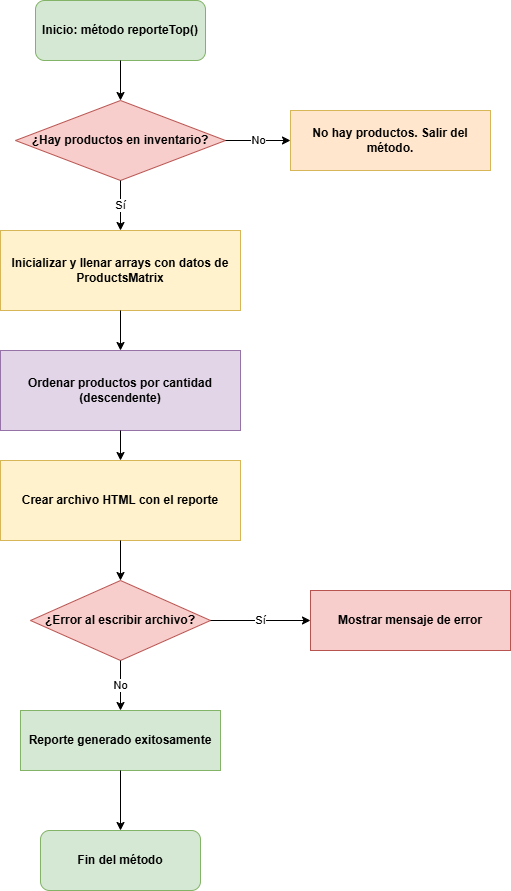 Inicio: método reporteTop()
¿Hay productos en inventario?
No
No hay productos. Salir del
método.
Sí
Inicializar y llenar arrays con datos de
ProductsMatrix
Ordenar productos por cantidad
(descendente)
Crear archivo HTML con el reporte
¿Error al escribir archivo?
Sí
Mostrar mensaje de error
No
Reporte generado exitosamente
Fin del método